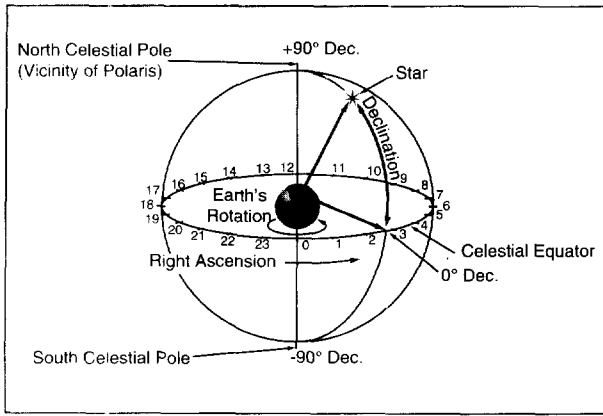 North Celestial Pole
(Vicinity of Polaris)
+90° Dec.
Star
Declination
12
11
10
9
8
7
6
5
4
3
2
1
0
23
22
21
20
19
18
17
16
15
14
13
Earth's
Rotation
Right Ascension
Celestial Equator
0° Dec.
South Celestial Pole
-90° Dec.